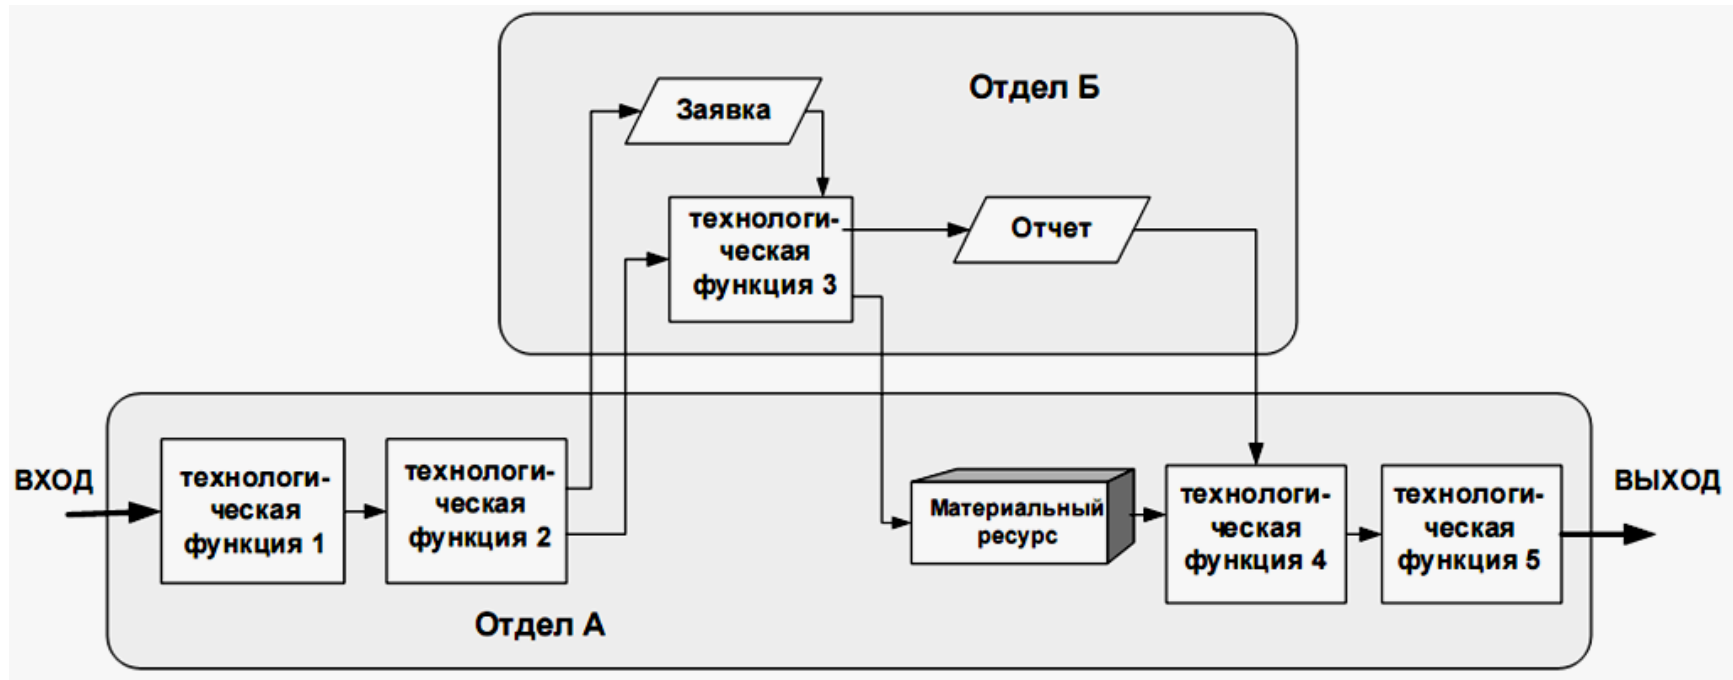 Отдел Б
Заявка
технологи-
ческая
функция 3
Отчет
ВХОД
технологи-
ческая
функция 1
технологи-
ческая
функция 2
Материальный
ресурс
технологи-
ческая
функция 4
технологи-
ческая
функция 5
ВЫХОД
Отдел А